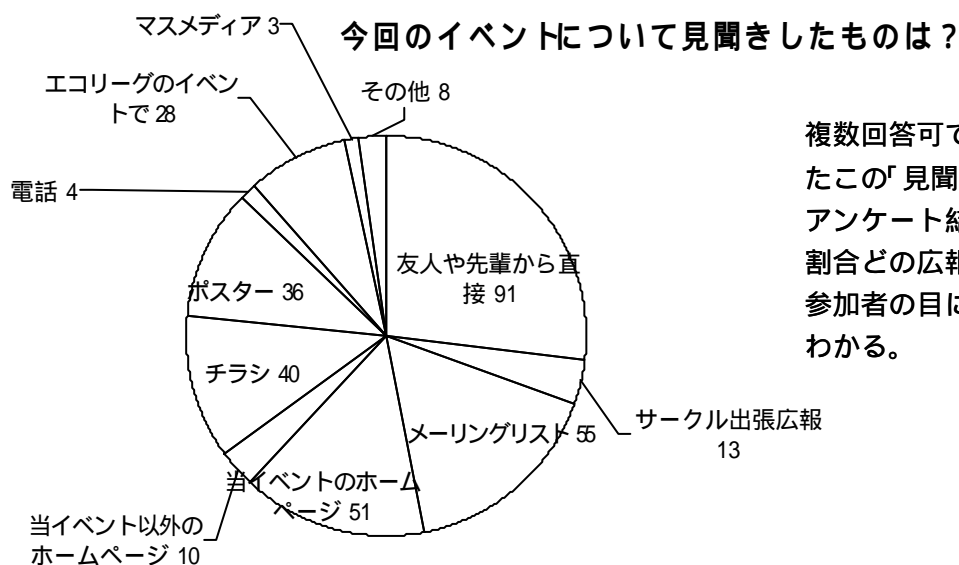 今回のイベントについて見聞きしたものは？
マスメディア 3
エコリーグのイベン
トで 28
その他 8
電話 4
友人や先輩から直
接 91
ポスター 36
チラシ 40
サークル出張広報
13
メーリングリスト 55
当イベントのホーム
ページ 51
当イベント以外の
ホームページ 10
複数回答可で
たこの「見聞
アンケート総
割合どの広報
参加者の目に
わかる。